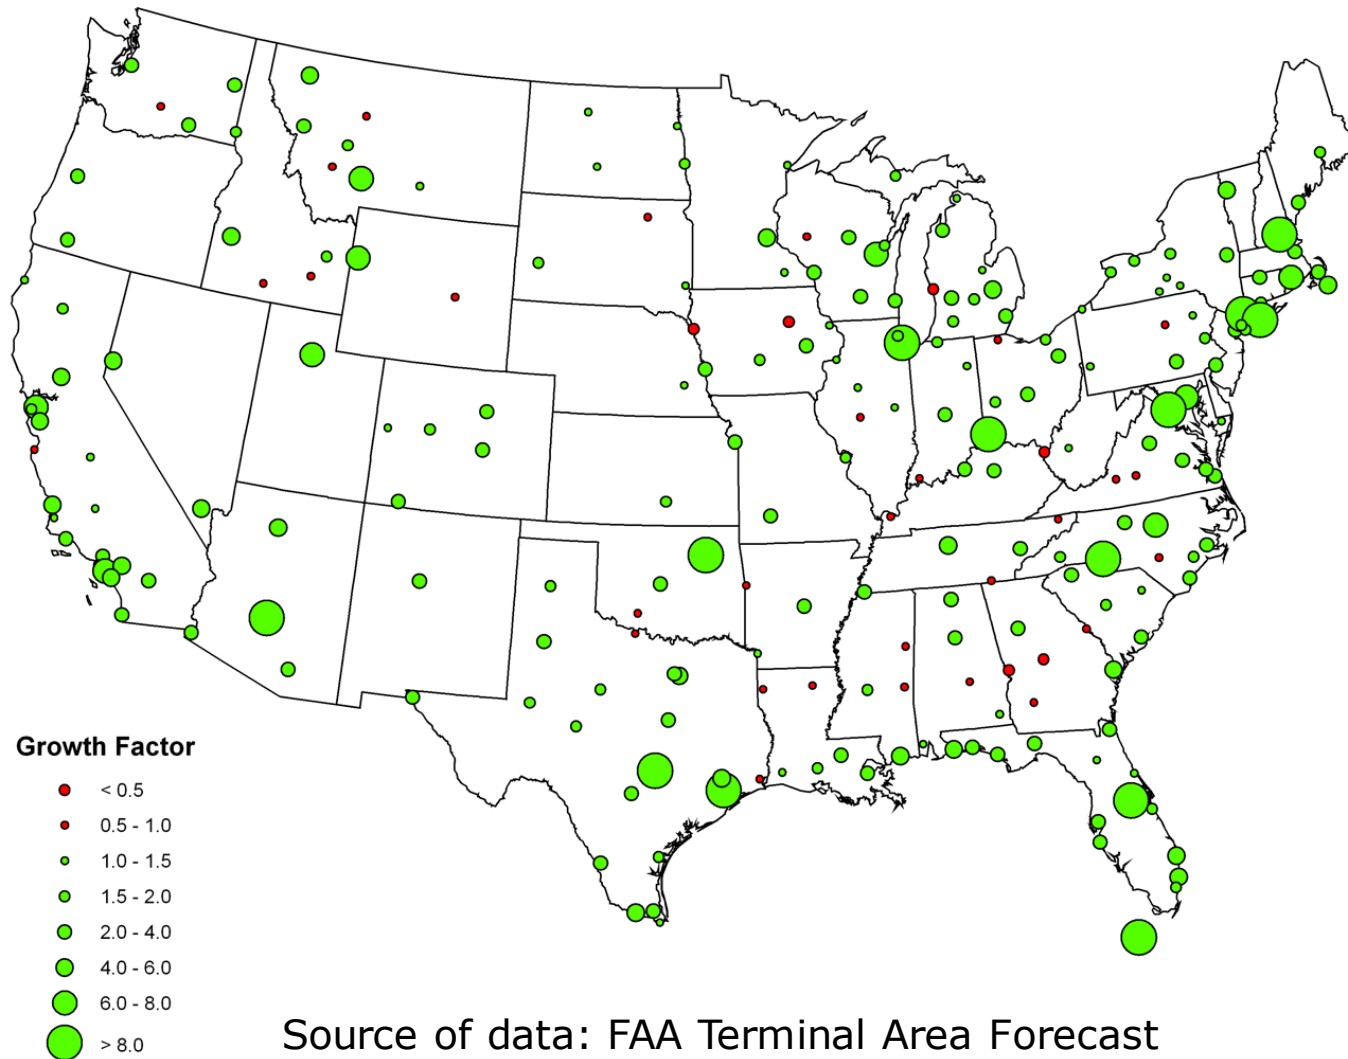 Growth Factor
< 0.5
0.5 - 1.0
1.0 - 1.5
1.5 - 2.0
2.0 - 4.0
4.0 - 6.0
6.0 - 8.0
> 8.0
Source of data: FAA Terminal Area Forecast